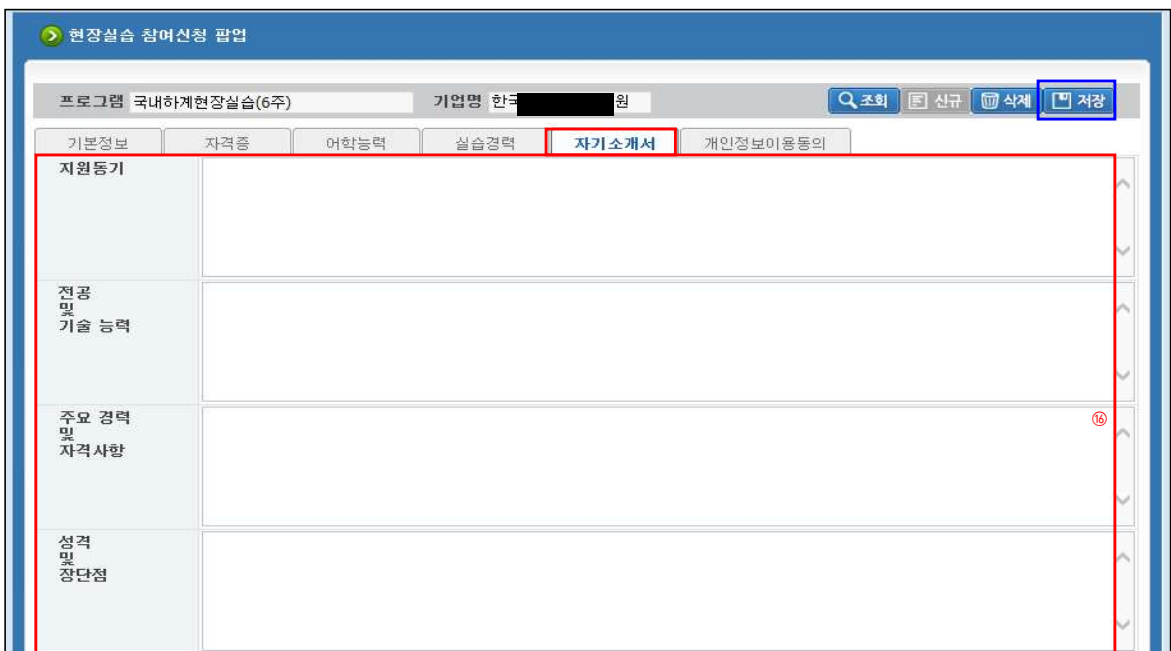 현장실습 참여신청 팝업
프로그램 국내하계현장실습(6주) 기업명 한국 원 조회 신규 삭제 저장
기본정보 자격증 어학능력 실습경력 자기소개서 개인정보이용동의
지원동기
전공
및
기술 능력
주요 경력
및
자격사항
⑯
성격
및
장단점